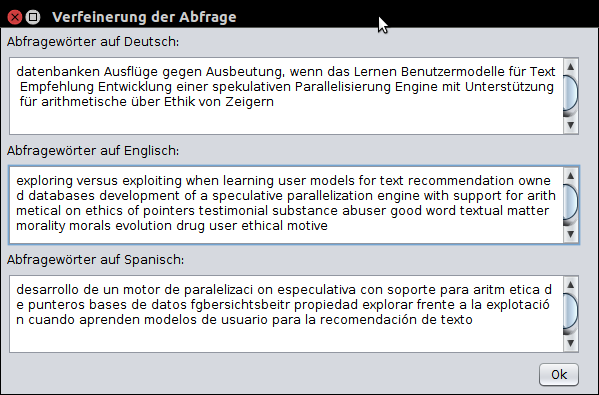 Verfeinerung der Abfrage
Abfragewörter auf Deutsch:
datenbanken Ausflüge gegen Ausbeutung, wenn das Lernen Benutzermodelle für Text
Empfehlung Entwicklung einer spekulativen Parallelisierung Engine mit Unterstützung
für arithmetische über Ethik von Zeigern
Abfragewörter auf Englisch:
exploring versus exploiting when learning user models for text recommendation owne
d databases development of a speculative parallelization engine with support for arith
metical on ethics of pointers testimonial substance abuser good word textual matter
morality morals evolution drug user ethical motive
Abfragewörter auf Spanisch:
desarrollo de un motor de paralelizaci on especulativa con soporte para aritm etica d
e punteros bases de datos fgbersichtsbeitr propiedad explorar frente a la explotació
n cuando aprenden modelos de usuario para la recomendación de texto
Ok